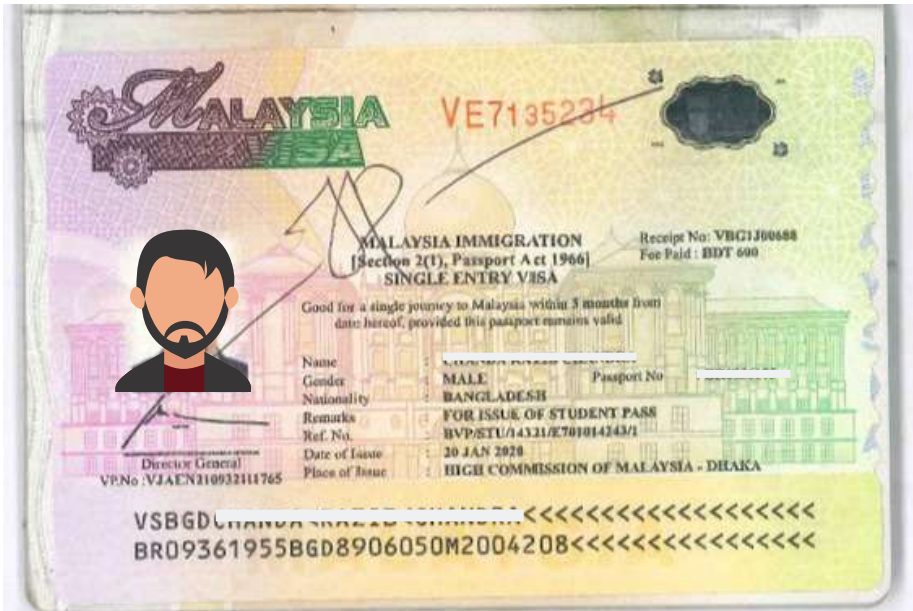 MALAYSIA
VISA
VE7135234
MALAYSIA IMMIGRATION
[Section 2(1), Passport Act 1966]
SINGLE ENTRY VISA
Receipt No: VBG1J00688
Fee Paid : BDT 600
Good for a single journey to Malaysia within 3 months from
date hereof, provided this passport remains valid
Name :
Gender : MALE Passport No
Nationality : BANGLADESH
Remarks : FOR ISSUE OF STUDENT PASS
Ref. No. : BVP/STU/14321/E701014243/1
Date of Issue : 20 JAN 2020
Place of Issue : HIGH COMMISSION OF MALAYSIA - DHAKA
Director General
VP.No :VJAEN210932111765
VSBGD <<<<<<<<<<<<<<<<<<<
BR09361955BGD8906050M2004208<<<<<<<<<<<<<<<<